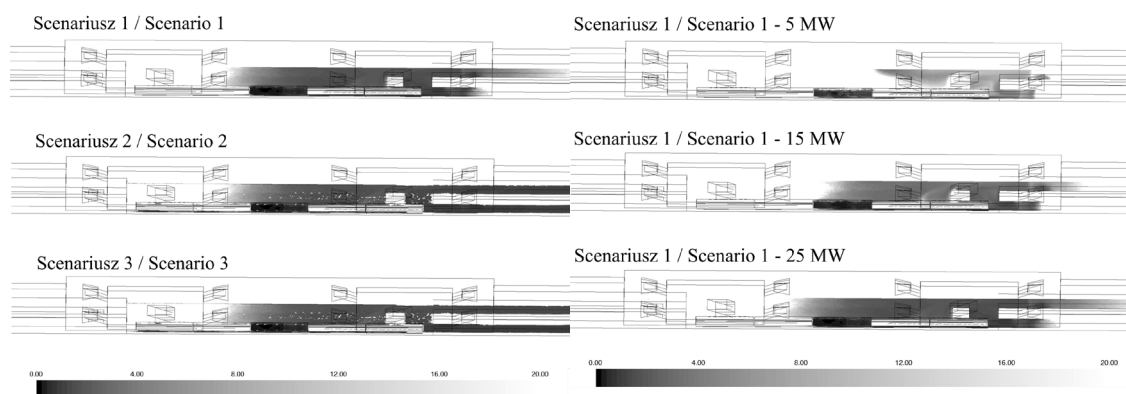 Scenariusz 1 / Scenario 1
Scenariusz 2 / Scenario 2
Scenariusz 3 / Scenario 3
0.00 4.00 8.00 12.00 16.00 20.00
Scenariusz 1 / Scenario 1 - 5 MW
Scenariusz 1 / Scenario 1 - 15 MW
Scenariusz 1 / Scenario 1 - 25 MW
0.00 4.00 8.00 12.00 16.00 20.00